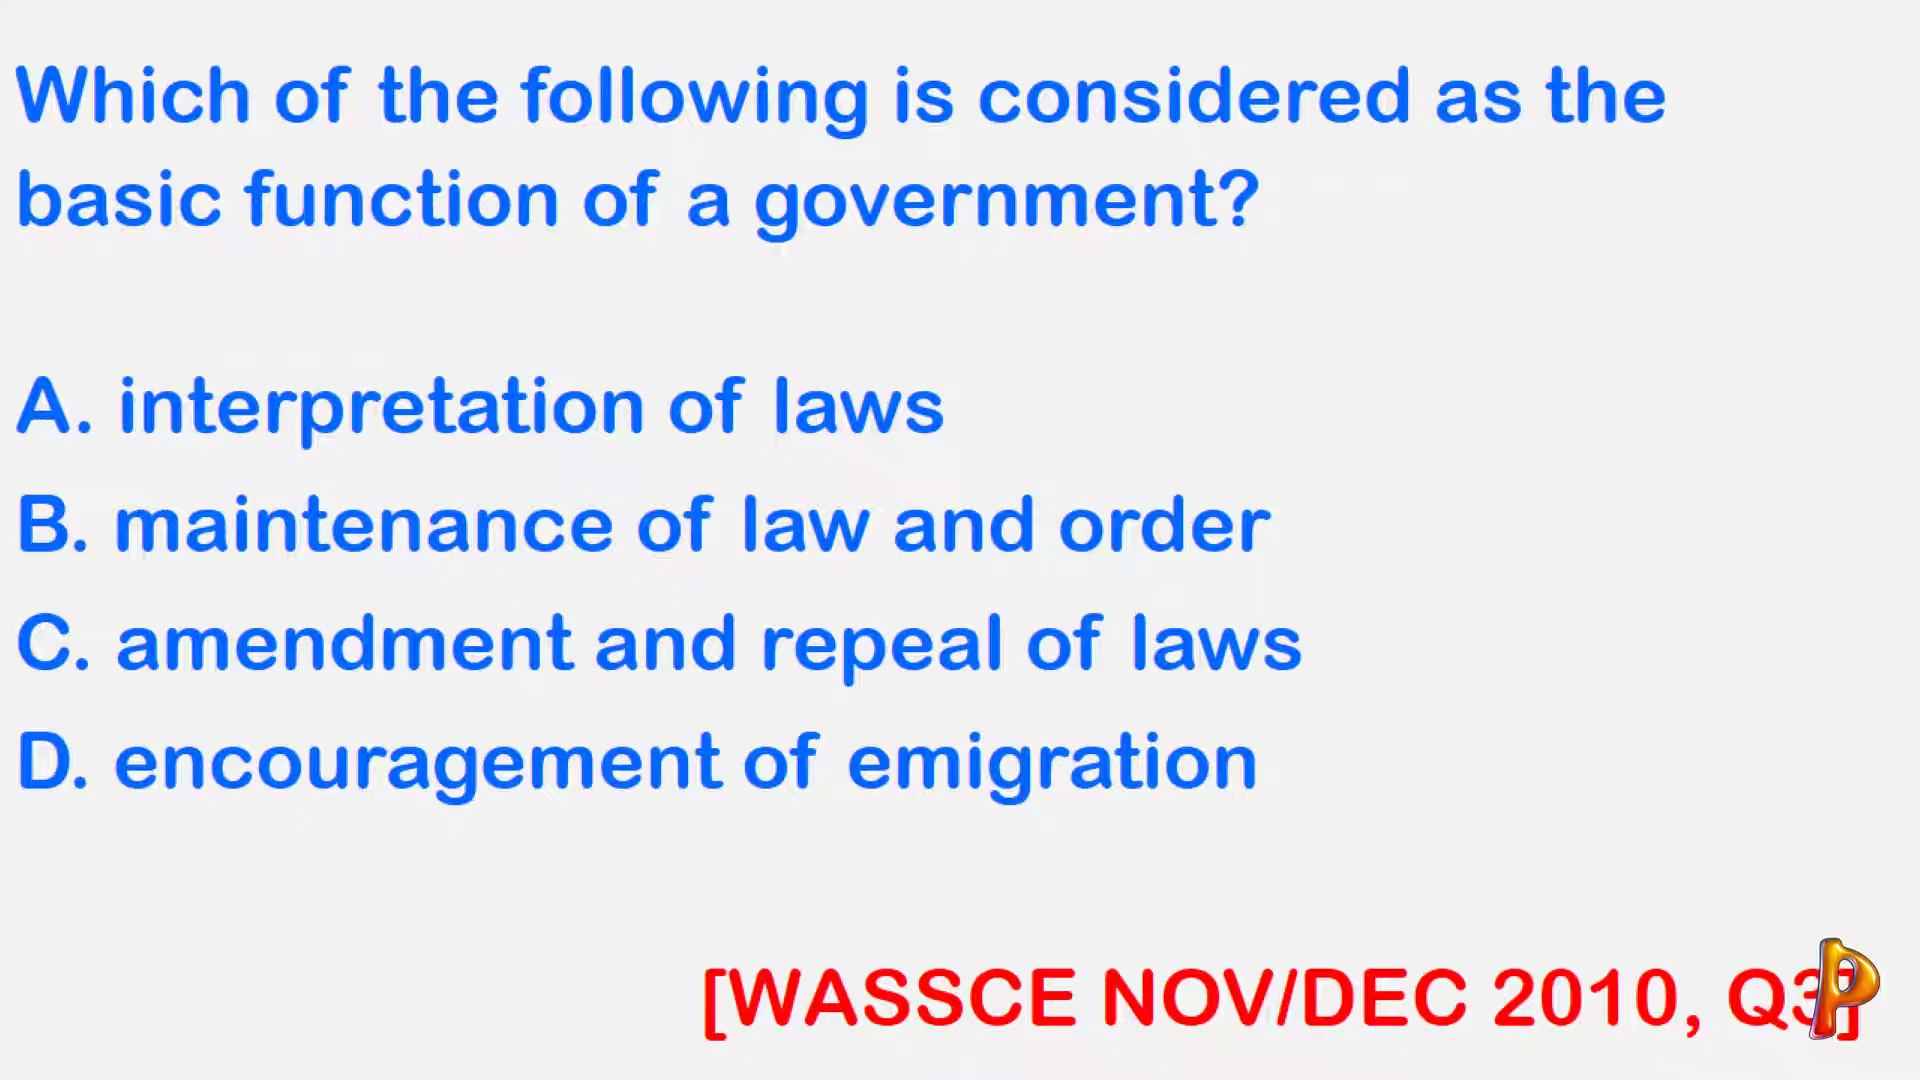 Which of the following is considered as the
basic function of a government?
A. interpretation of laws
B. maintenance of law and order
C. amendment and repeal of laws
D. encouragement of emigration
[WASSCE NOV/DEC 2010, Q3]
P